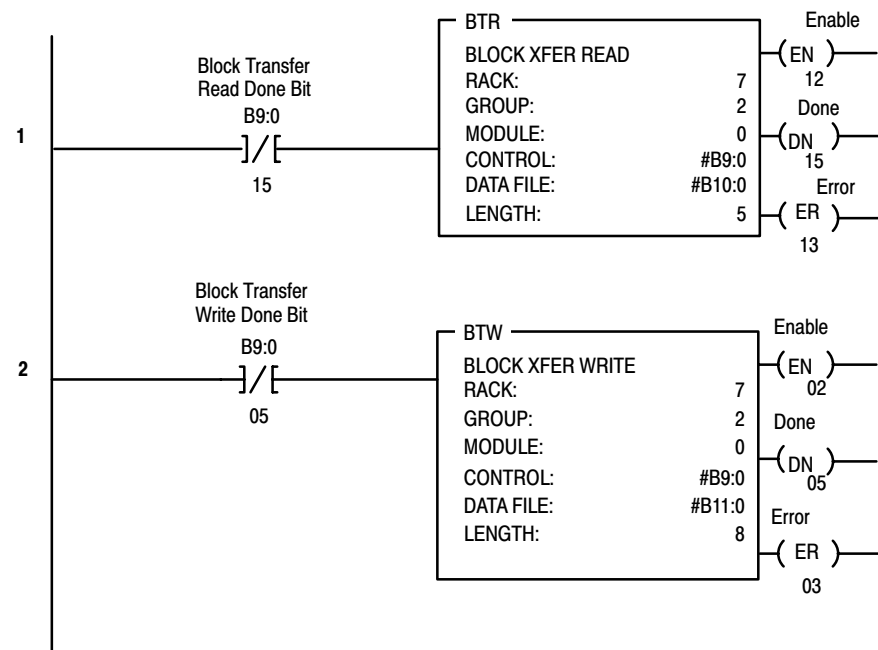 BTR
Enable
BLOCK XFER READ
EN
12
Block Transfer
Read Done Bit
RACK: 7
GROUP: 2
Done
B9:0
1
MODULE: 0
DN
15
]/[
CONTROL: #B9:0
15
DATA FILE: #B10:0
Error
LENGTH: 5
ER
13
Block Transfer
Write Done Bit
BTW
Enable
B9:0
2
BLOCK XFER WRITE
EN
02
]/[
RACK: 7
05
GROUP: 2
Done
MODULE: 0
DN
05
CONTROL: #B9:0
DATA FILE: #B11:0
Error
LENGTH: 8
ER
03